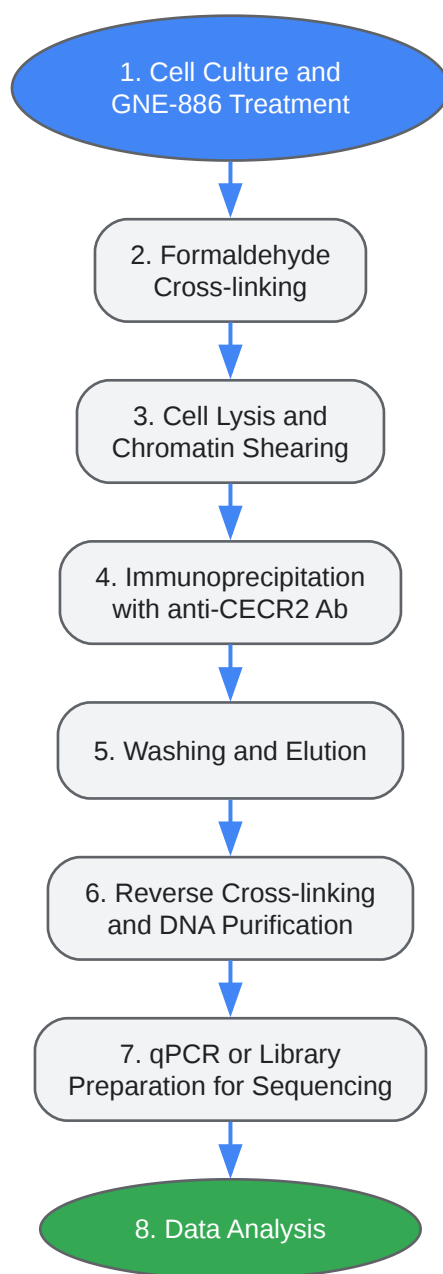 1. Cell Culture and
GNE-886 Treatment
2. Formaldehyde
Cross-linking
3. Cell Lysis and
Chromatin Shearing
4. Immunoprecipitation
with anti-CECR2 Ab
5. Washing and Elution
6. Reverse Cross-linking
and DNA Purification
7. qPCR or Library
Preparation for Sequencing
8. Data Analysis